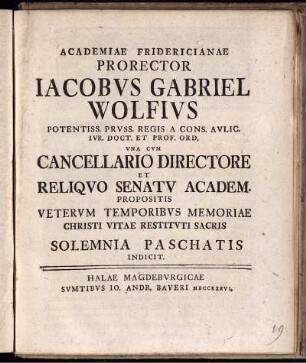 ACADEMIAE FRIDERICIANAE
PRORECTOR
IACOBVS GABRIEL
WOLFIVS
POTENTISS. PRVSS. REGIS A CONS. AVLIC.
IVR. DOCT. ET PROF. ORD.
VNA CVM
CANCELLARIO DIRECTORE
ET
RELIQVO SENATV ACADEM.
PROPOSITIS
VETERVM TEMPORIBVS MEMORIAE
CHRISTI VITAE RESTITVTI SACRIS
SOLEMNIA PASCHATIS
INDICIT.
HALAE MAGDEBVRGICAE
SVMTIBVS IO. ANDR. BAVERI MDCCXXXVI.
19